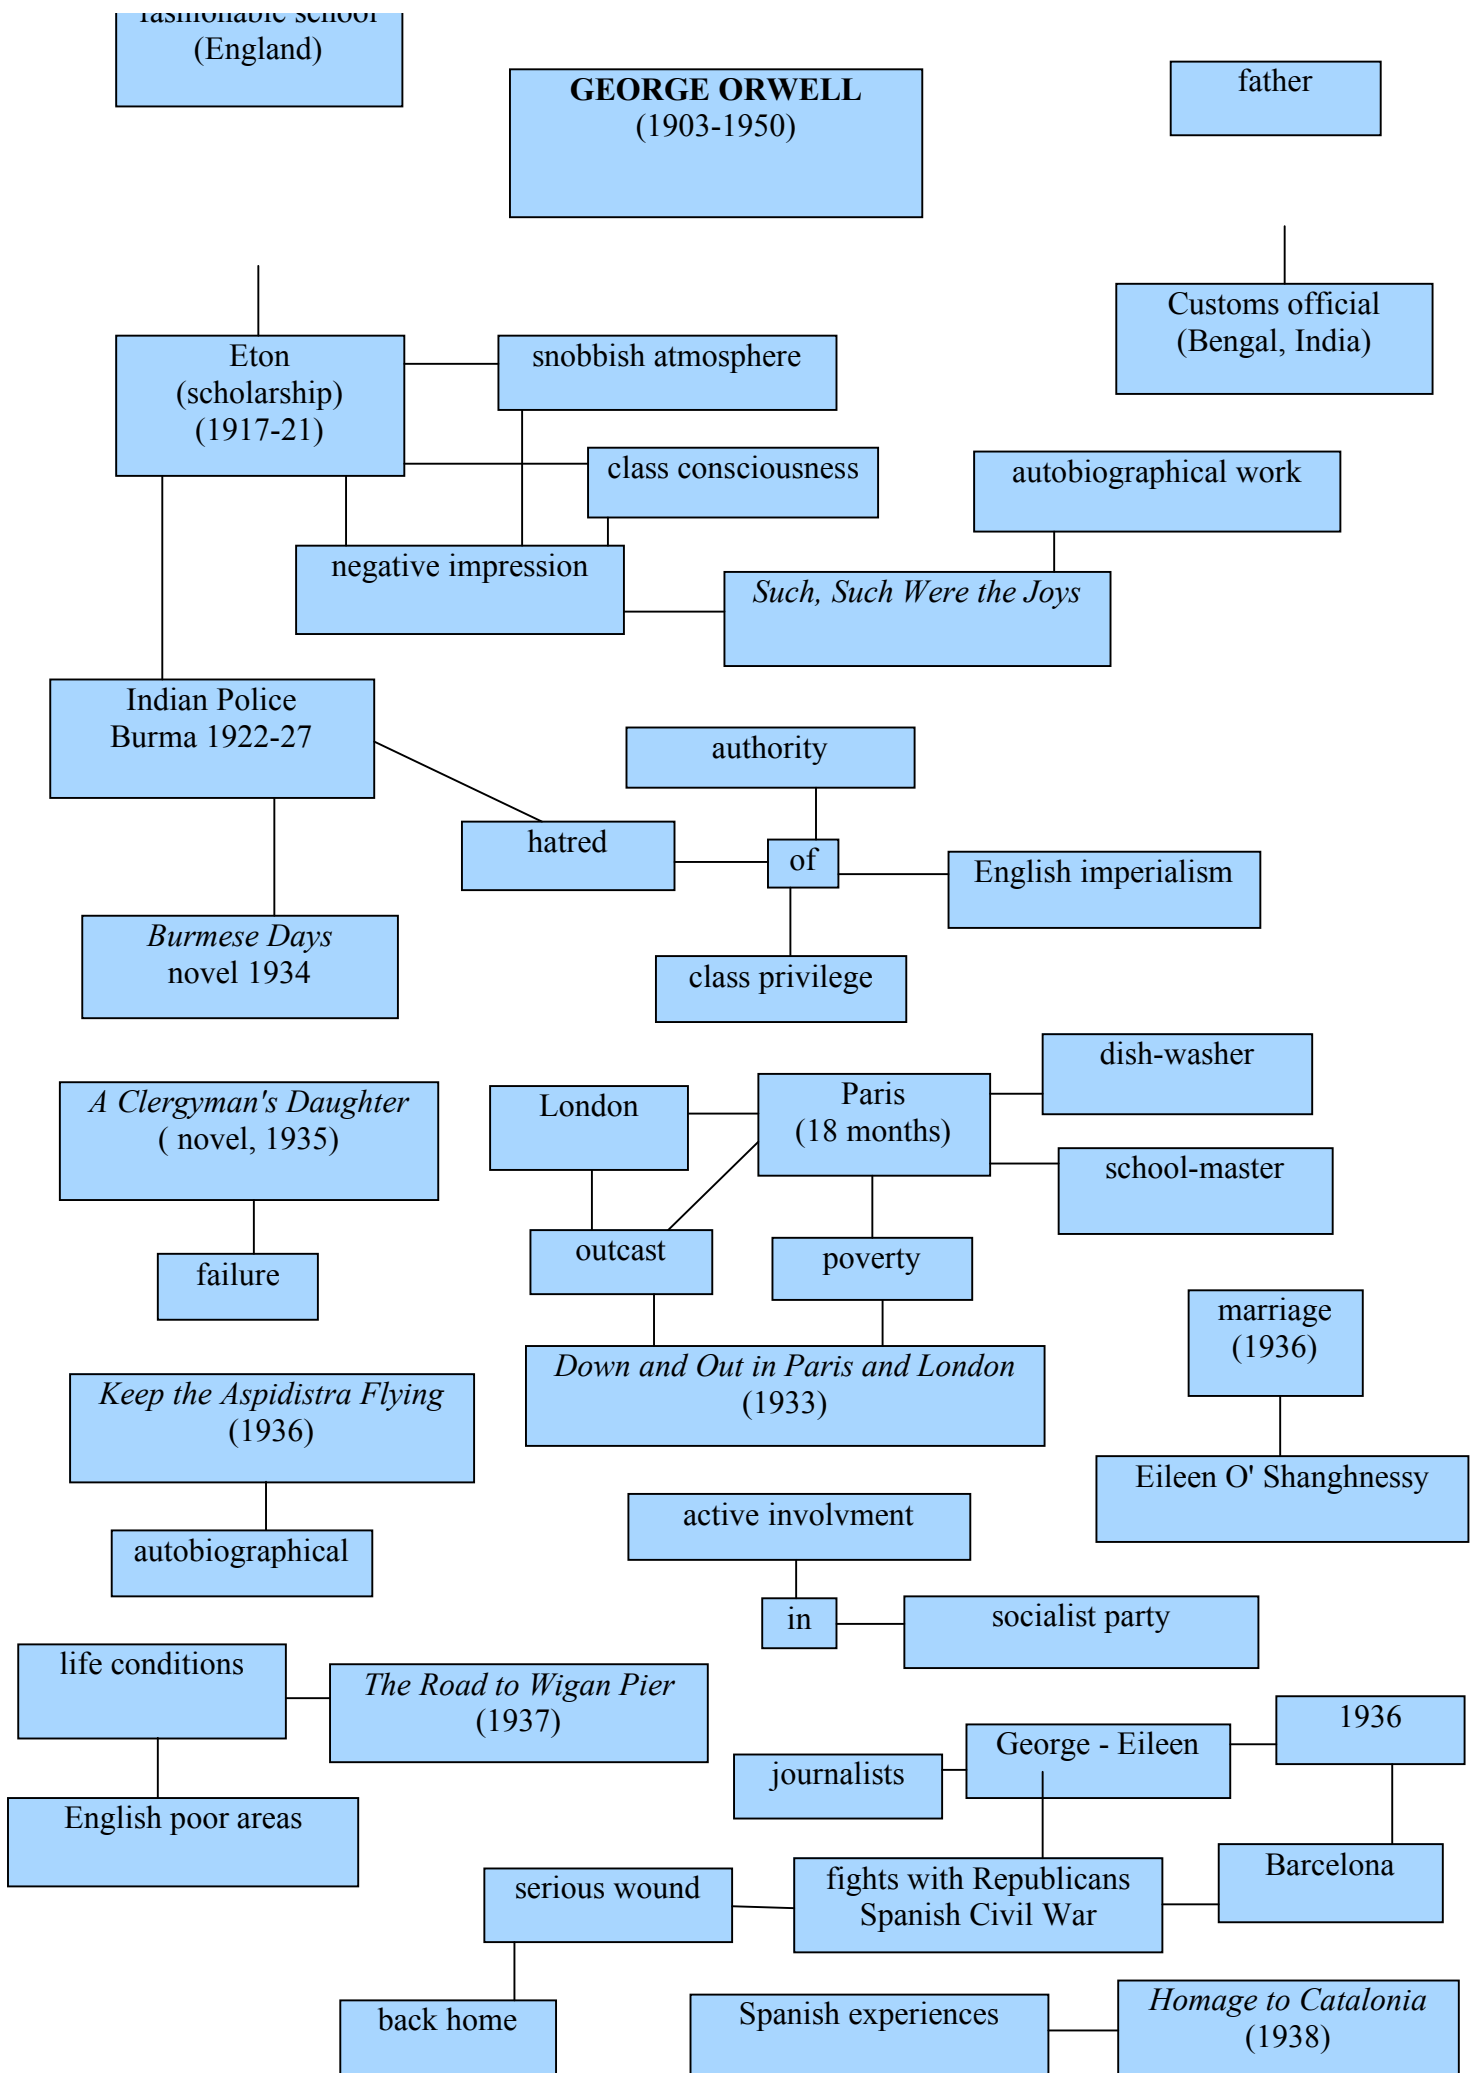 fashionable school
(England)
GEORGE ORWELL
(1903-1950)
father
Customs official
(Bengal, India)
Eton
(scholarship)
(1917-21)
snobbish atmosphere
class consciousness
autobiographical work
negative impression
Such, Such Were the Joys
Indian Police
Burma 1922-27
authority
hatred
of
English imperialism
class privilege
Burmese Days
novel 1934
A Clergyman's Daughter
( novel, 1935)
failure
London
Paris
(18 months)
dish-washer
school-master
outcast
poverty
Down and Out in Paris and London
(1933)
marriage
(1936)
Eileen O' Shanghnessy
Keep the Aspidistra Flying
(1936)
autobiographical
active involvment
in
socialist party
life conditions
The Road to Wigan Pier
(1937)
English poor areas
George - Eileen
1936
journalists
Barcelona
fights with Republicans
Spanish Civil War
serious wound
back home
Spanish experiences
Homage to Catalonia
(1938)